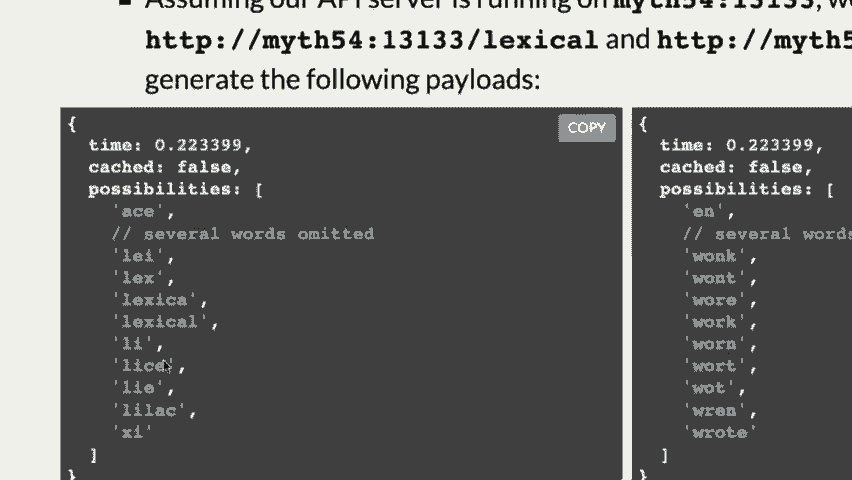 Assuming our API server is running on myth54:13133, we
http://myth54:13133/lexical and http://myth5
generate the following payloads:
COPY
{
time: 0.223399,
cached: false,
possibilities: [
'ace',
// several words omitted
'lei',
'lex',
'lexica',
'lexical',
'li',
'lice',
'lie',
'lilac',
'xi'
]
}
{
time: 0.223399,
cached: false,
possibilities: [
'en',
// several words
'wonk',
'wont',
'wore',
'work',
'worn',
'wort',
'wot',
'wren',
'wrote'
]
}